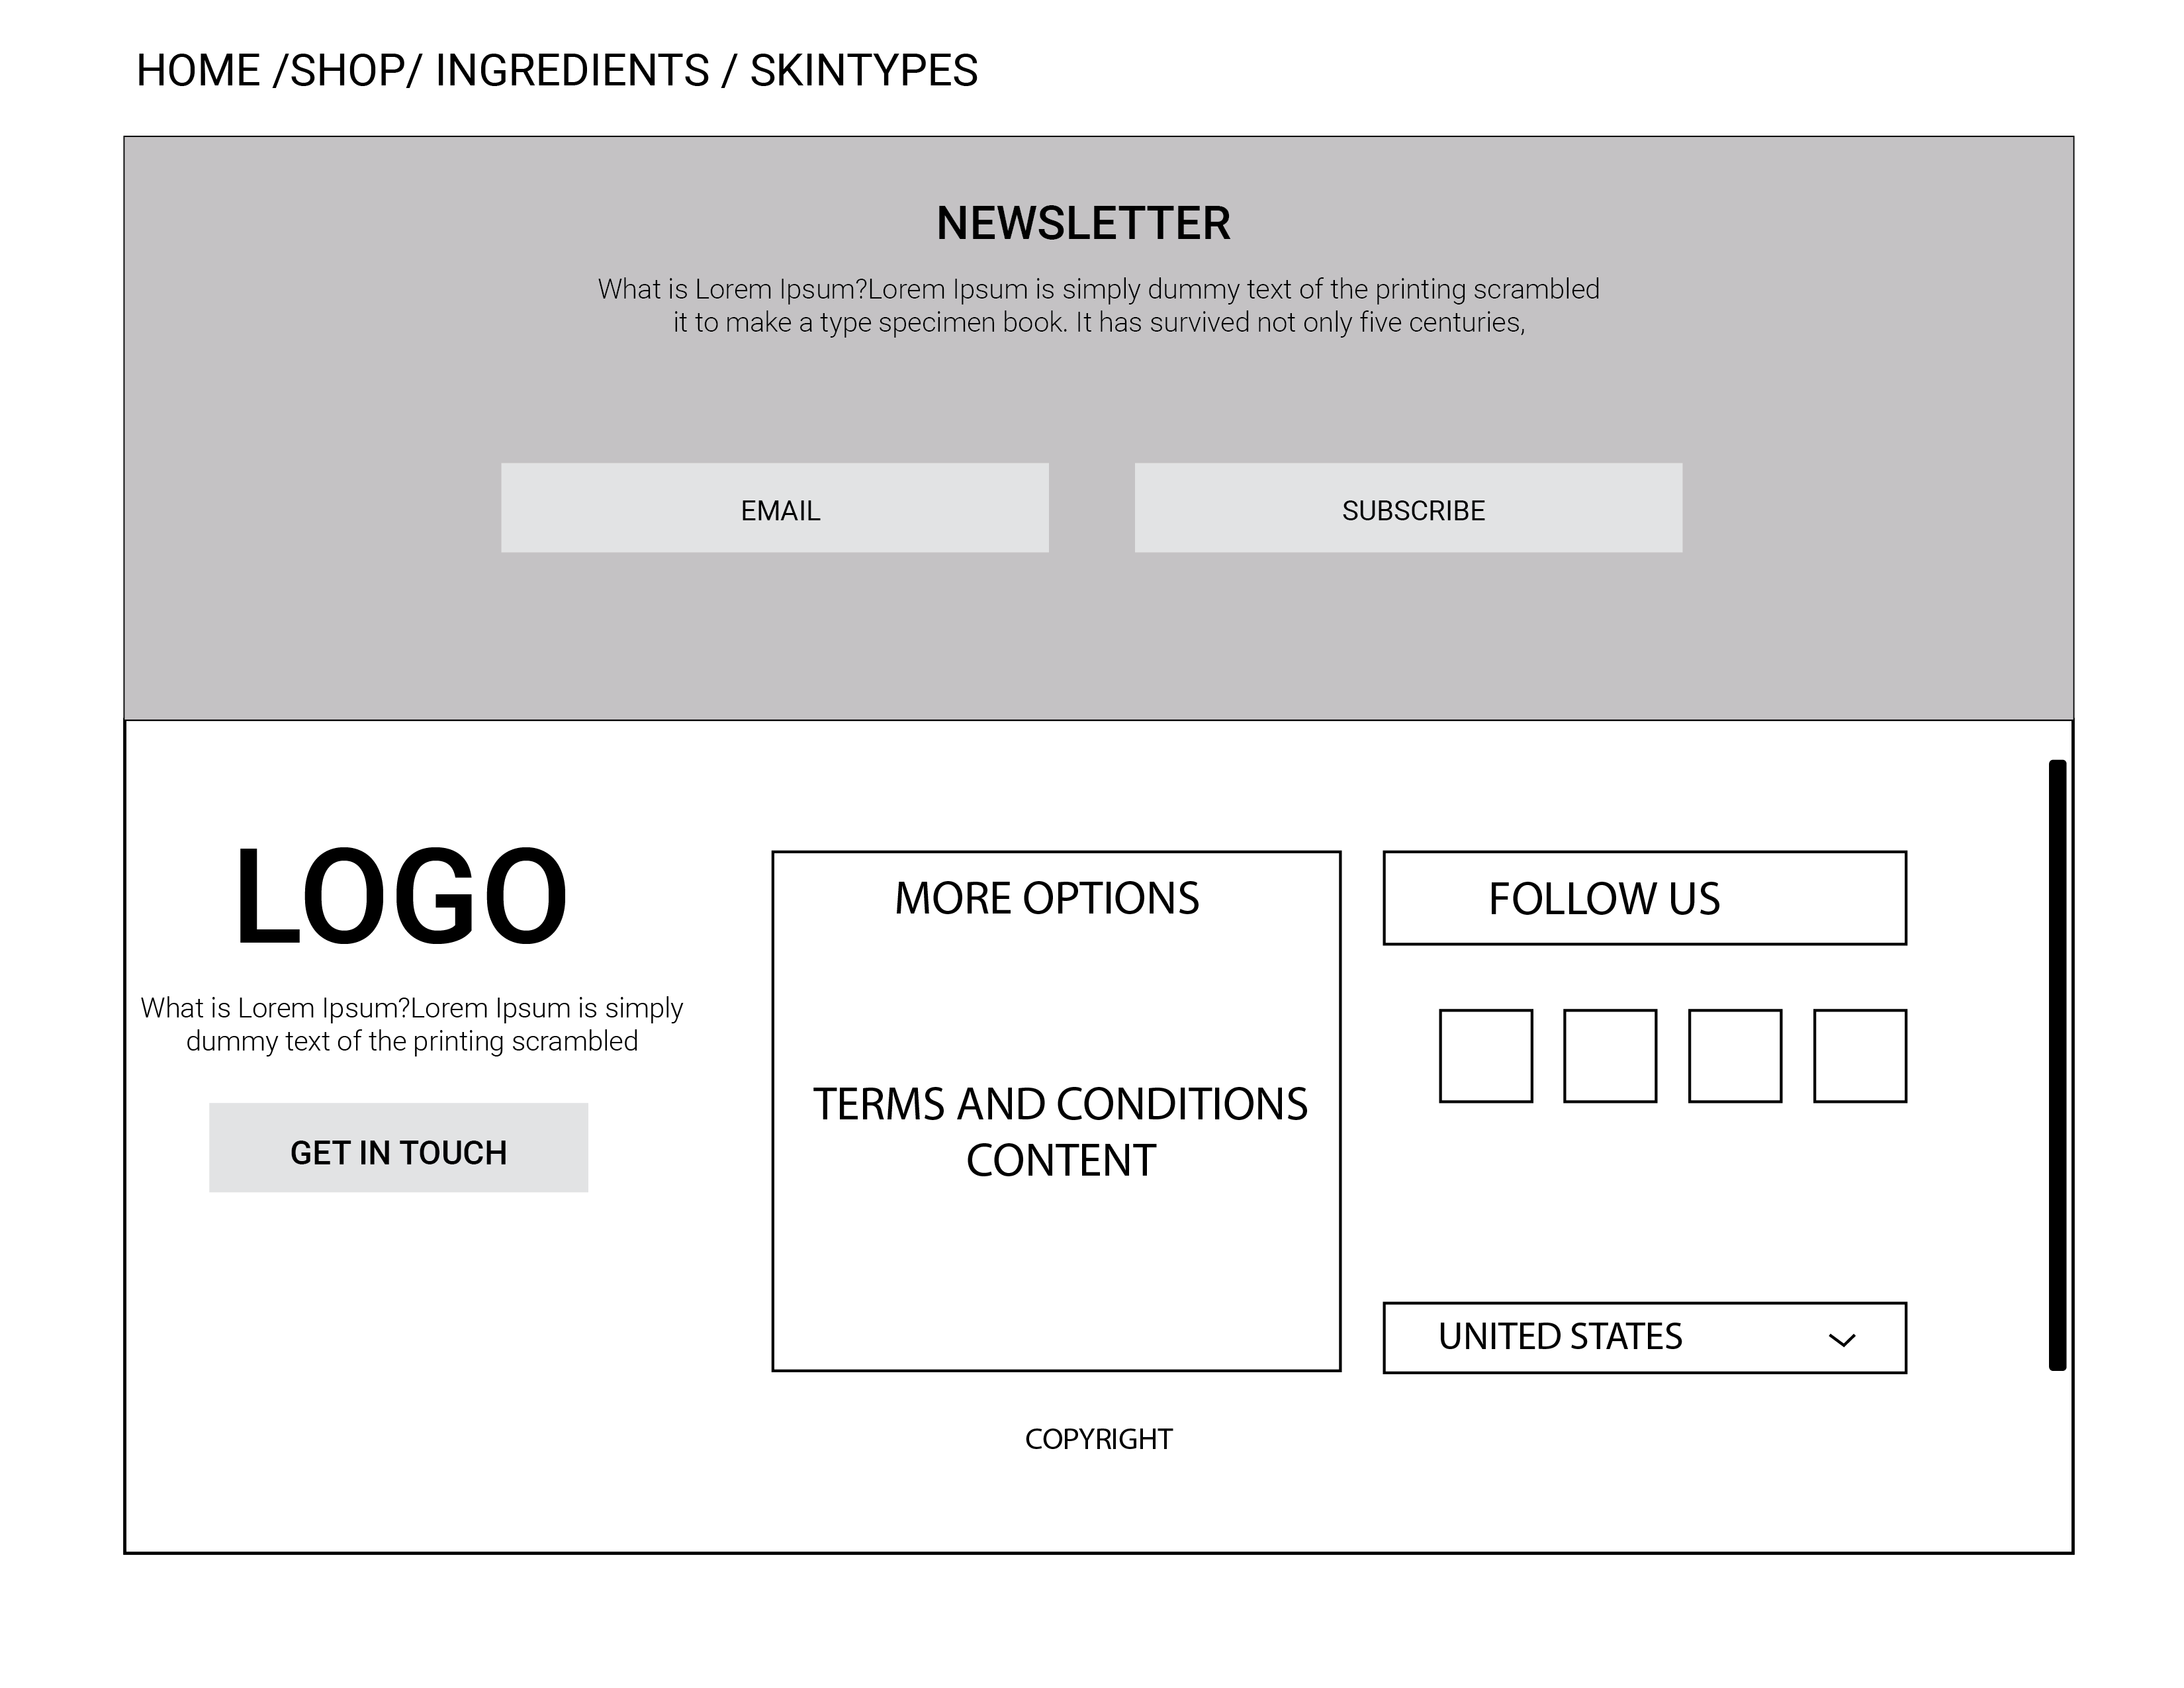 HOME /SHOP/ INGREDIENTS / SKINTYPES
NEWSLETTER
What is Lorem Ipsum?Lorem Ipsum is simply dummy text of the printing scrambled
it to make a type specimen book. It has survived not only five centuries,
EMAIL
SUBSCRIBE
LOGO
What is Lorem Ipsum?Lorem Ipsum is simply
dummy text of the printing scrambled
GET IN TOUCH
MORE OPTIONS
TERMS AND CONDITIONS
CONTENT
FOLLOW US
UNITED STATES
COPYRIGHT